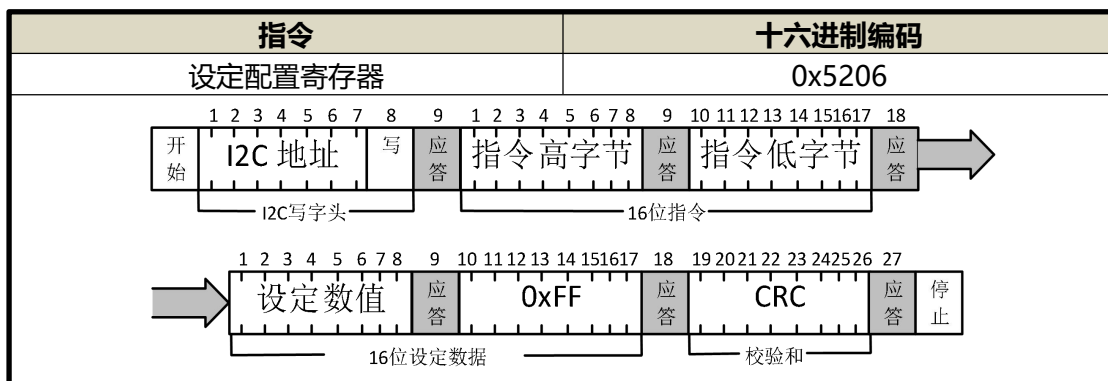 指令 十六进制编码
设定配置寄存器 0x5206
1 2 3 4 5 6 7 8 9 1 2 3 4 5 6 7 8 9 10 11 12 13 14 15 16 17 18
开始 I2C 地址 写 应答 指令高字节 应答 指令低字节 应答
I2C写字头 16位指令
1 2 3 4 5 6 7 8 9 10 11 12 13 14 15 16 17 18 19 20 21 22 23 24 25 26 27
设定数值 应答 0xFF 应答 CRC 应答 停止
16位设定数据 校验和